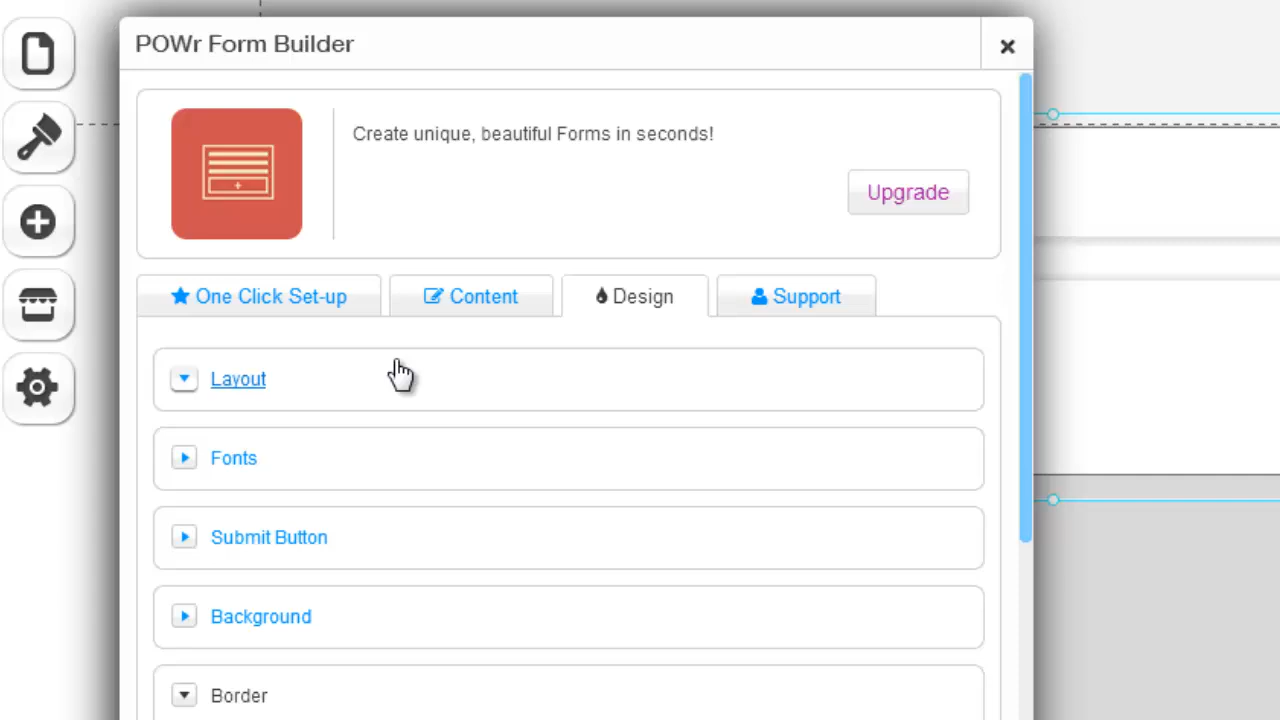 POWr Form Builder
Create unique, beautiful Forms in seconds!
Upgrade
One Click Set-up
Content
Design
Support
Layout
Fonts
Submit Button
Background
Border